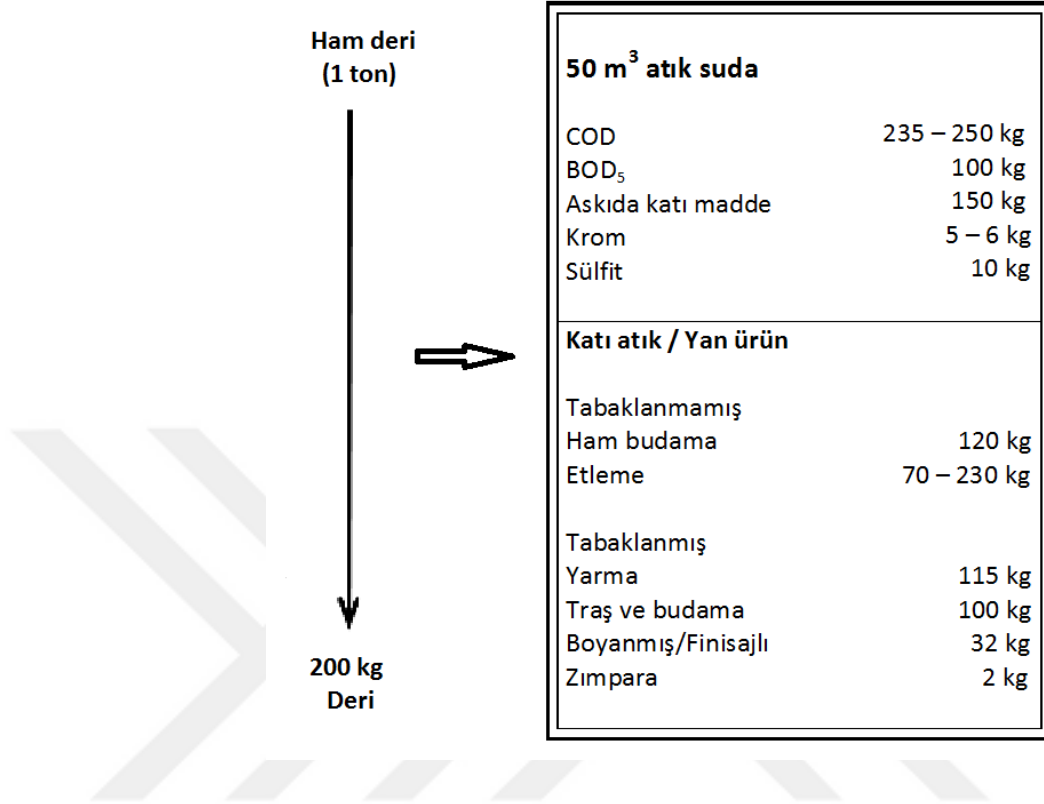 Ham deri
(1 ton)
200 kg
Deri
50 m³ atık suda
COD 235 – 250 kg
BOD₅ 100 kg
Askıda katı madde 150 kg
Krom 5 – 6 kg
Sülfit 10 kg
Katı atık / Yan ürün
Tabaklanmamış
Ham budama 120 kg
Etleme 70 – 230 kg
Tabaklanmış
Yarma 115 kg
Traş ve budama 100 kg
Boyanmış/Finisajlı 32 kg
Zımpara 2 kg